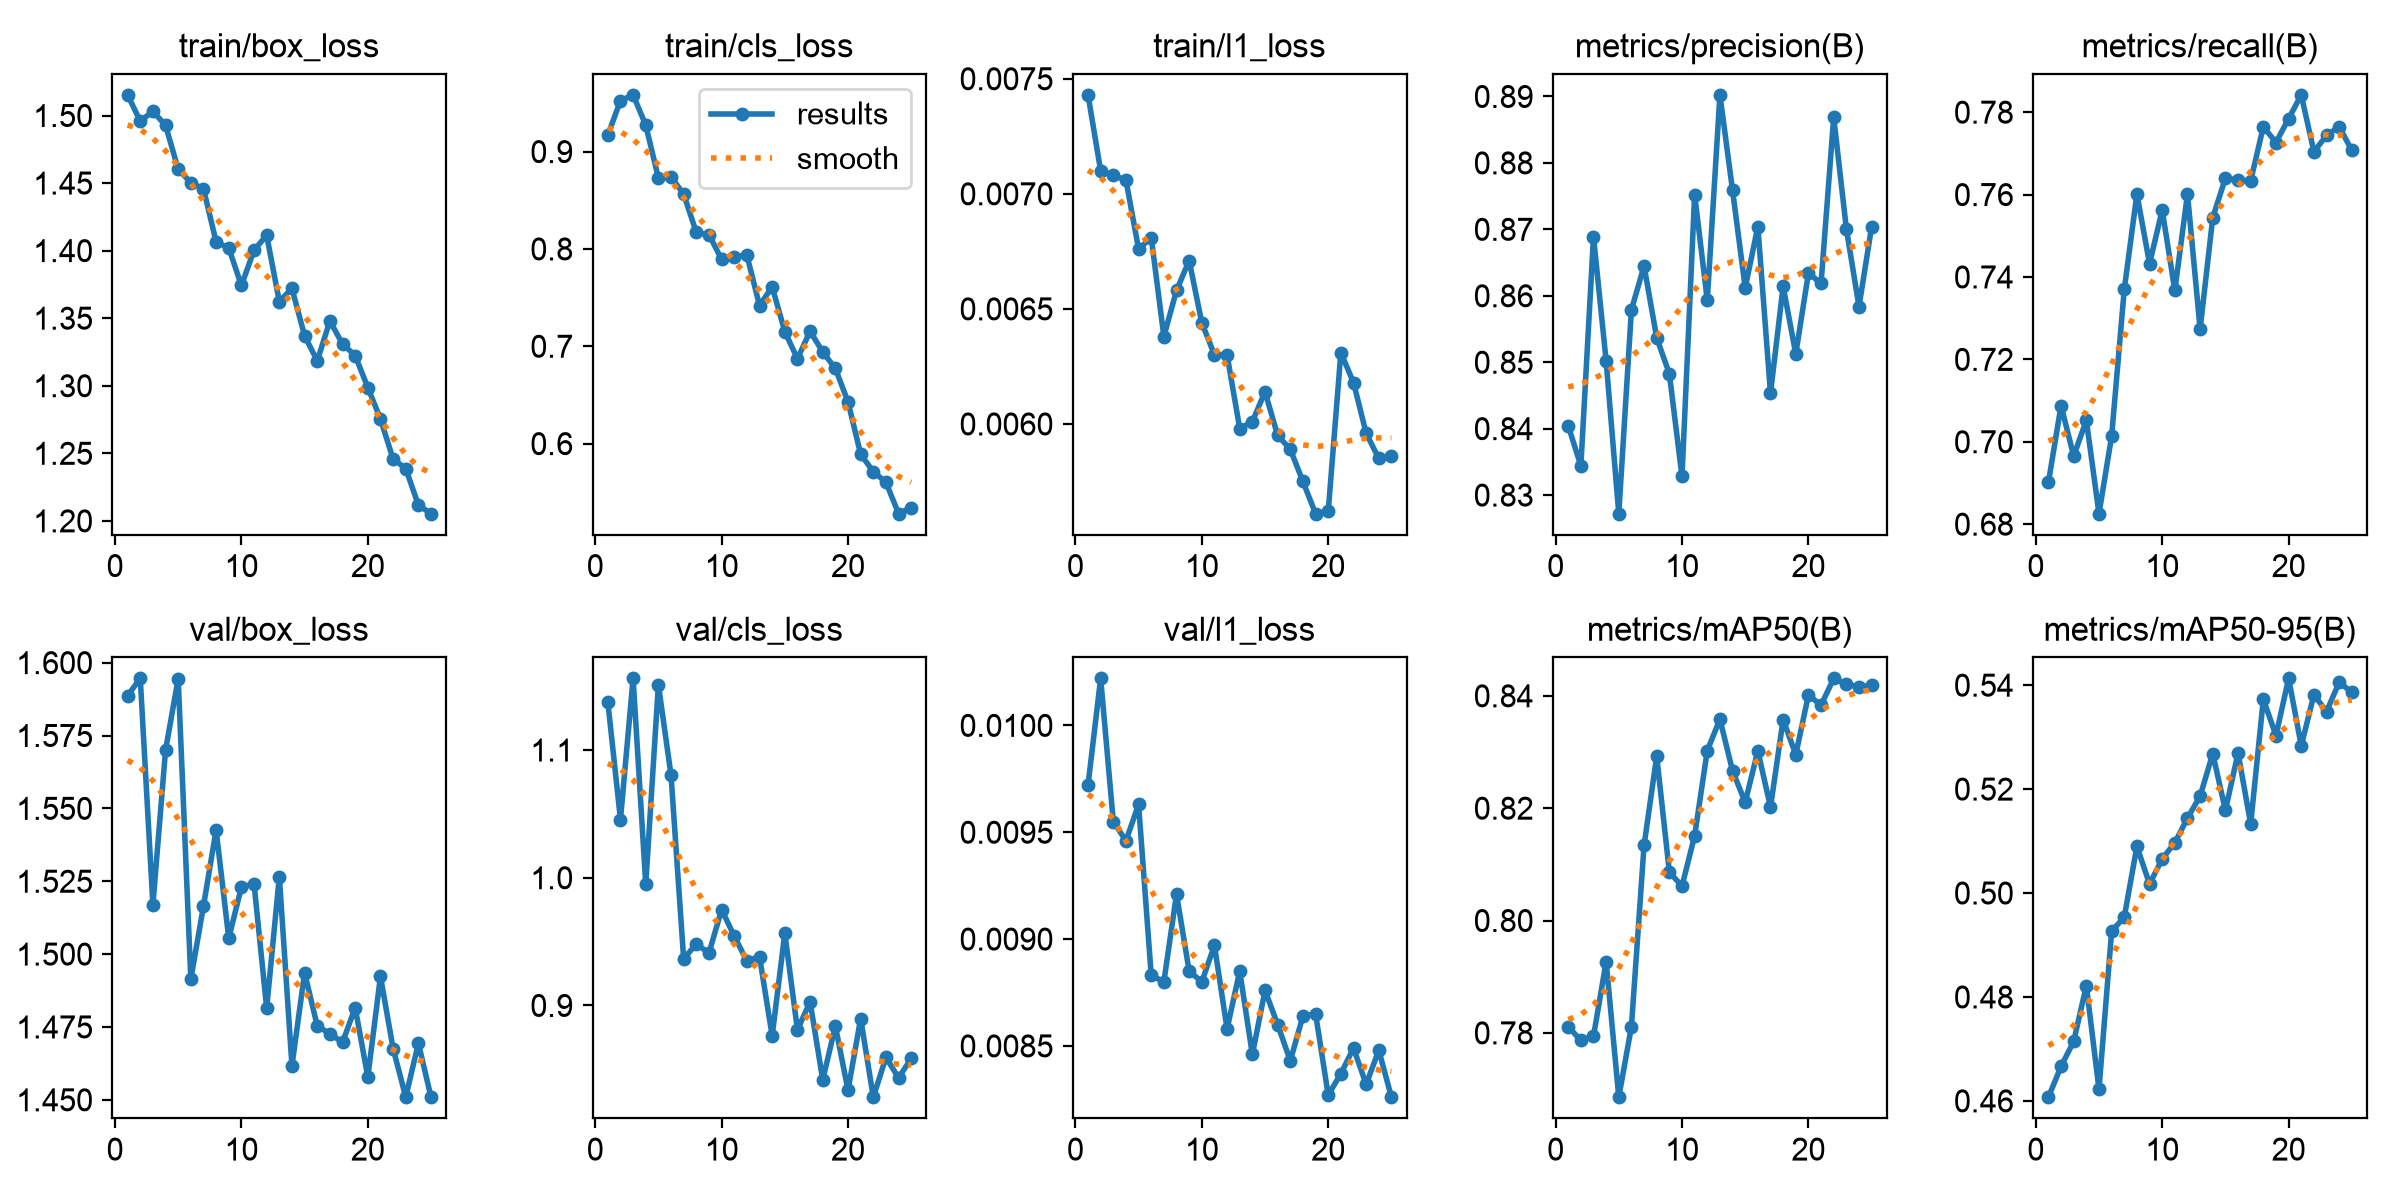 train/box_loss
1.50
1.45
1.40
1.35
1.30
1.25
1.20
0 10 20
train/cls_loss
results
smooth
0.9
0.8
0.7
0.6
0 10 20
train/l1_loss
0.0075
0.0070
0.0065
0.0060
0 10 20
metrics/precision(B)
0.89
0.88
0.87
0.86
0.85
0.84
0.83
0 10 20
metrics/recall(B)
0.78
0.76
0.74
0.72
0.70
0.68
0 10 20
val/box_loss
1.600
1.575
1.550
1.525
1.500
1.475
1.450
0 10 20
val/cls_loss
1.1
1.0
0.9
0 10 20
val/l1_loss
0.0100
0.0095
0.0090
0.0085
0 10 20
metrics/mAP50(B)
0.84
0.82
0.80
0.78
0 10 20
metrics/mAP50-95(B)
0.54
0.52
0.50
0.48
0.46
0 10 20